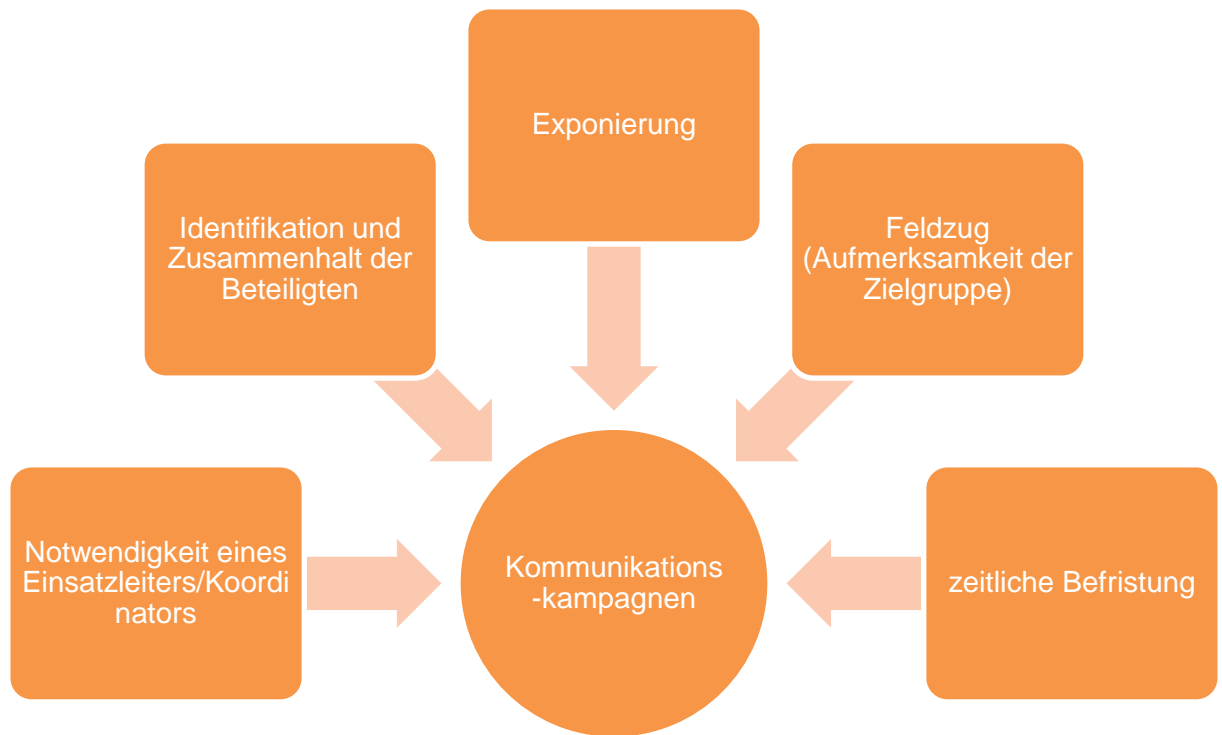 Exponierung
Identifikation und
Zusammenhalt der
Beteiligten
Feldzug
(Aufmerksamkeit der
Zielgruppe)
Notwendigkeit eines
Einsatzleiters/Koordi
nators
Kommunikations
-kampagnen
zeitliche Befristung